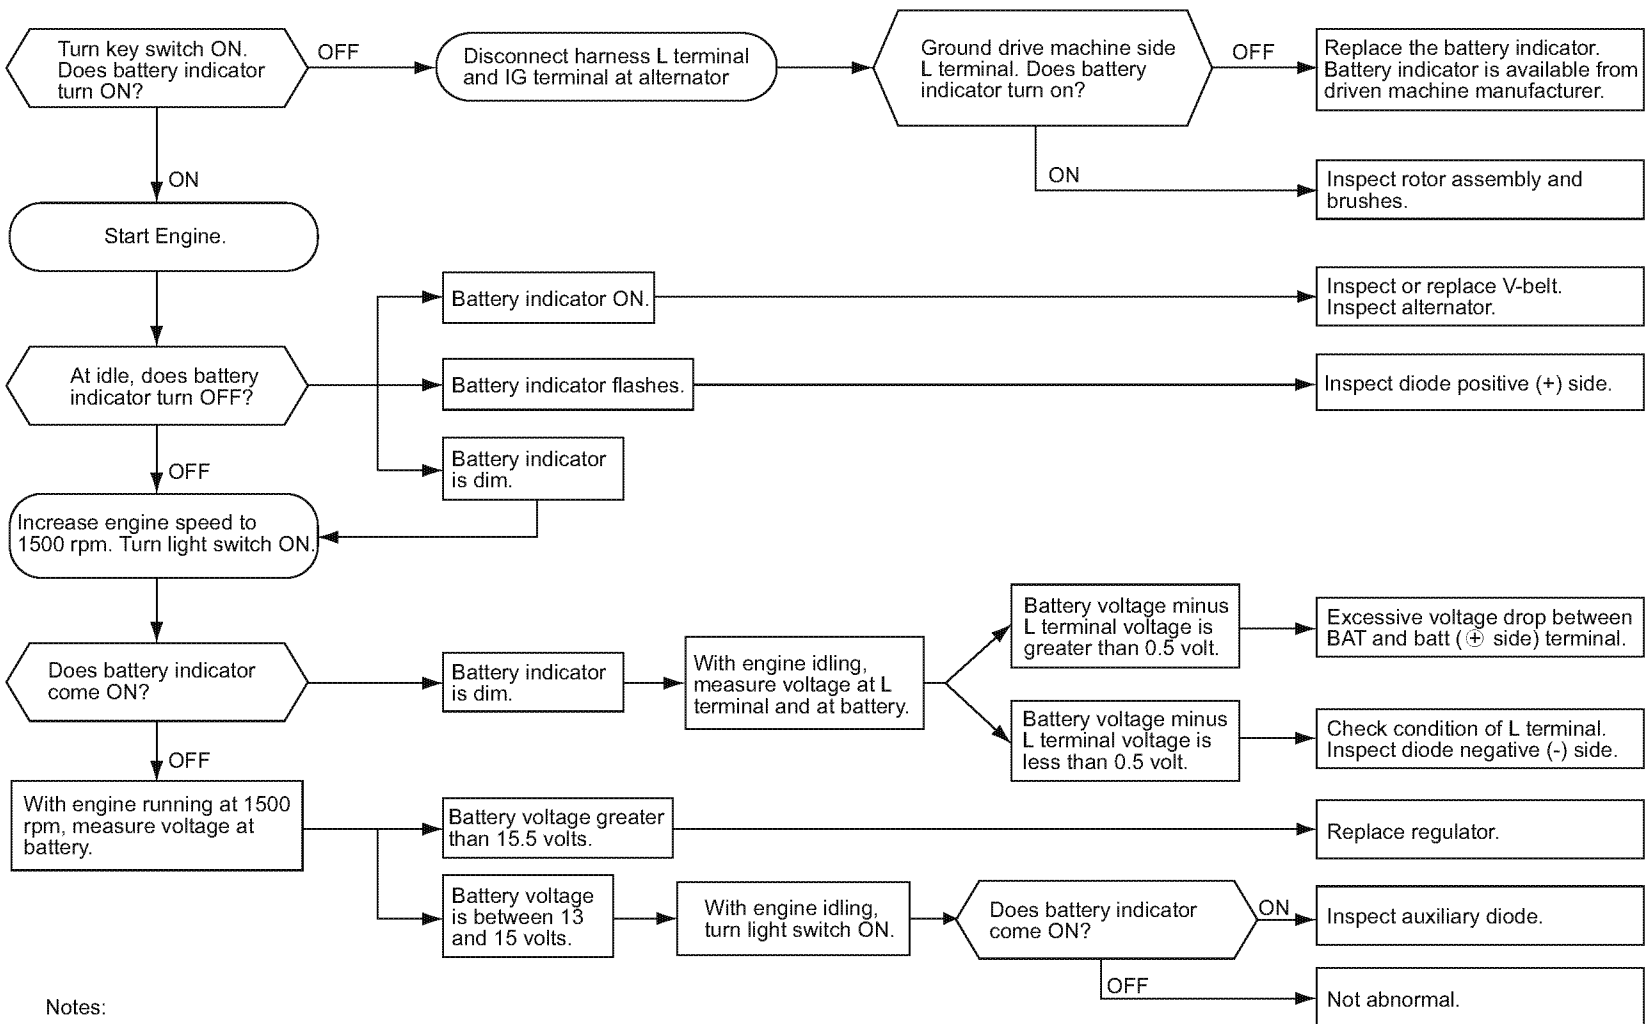 Turn key switch ON.
Does battery indicator
turn ON?
OFF
Disconnect harness L terminal
and IG terminal at alternator
Ground drive machine side
L terminal. Does battery
indicator turn on?
OFF
Replace the battery indicator.
Battery indicator is available from
driven machine manufacturer.
ON
Inspect rotor assembly and
brushes.
ON
Start Engine.
Battery indicator ON.
Inspect or replace V-belt.
Inspect alternator.
At idle, does battery
indicator turn OFF?
Battery indicator flashes.
Inspect diode positive (+) side.
Battery indicator
is dim.
OFF
Increase engine speed to
1500 rpm. Turn light switch ON.
Does battery indicator
come ON?
Battery indicator
is dim.
With engine idling,
measure voltage at L
terminal and at battery.
Battery voltage minus
L terminal voltage is
greater than 0.5 volt.
Excessive voltage drop between
BAT and batt (⊕ side) terminal.
Battery voltage minus
L terminal voltage is
less than 0.5 volt.
Check condition of L terminal.
Inspect diode negative (-) side.
OFF
With engine running at 1500
rpm, measure voltage at
battery.
Battery voltage greater
than 15.5 volts.
Replace regulator.
Battery voltage
is between 13
and 15 volts.
With engine idling,
turn light switch ON.
Does battery indicator
come ON?
ON
Inspect auxiliary diode.
OFF
Not abnormal.
Notes: